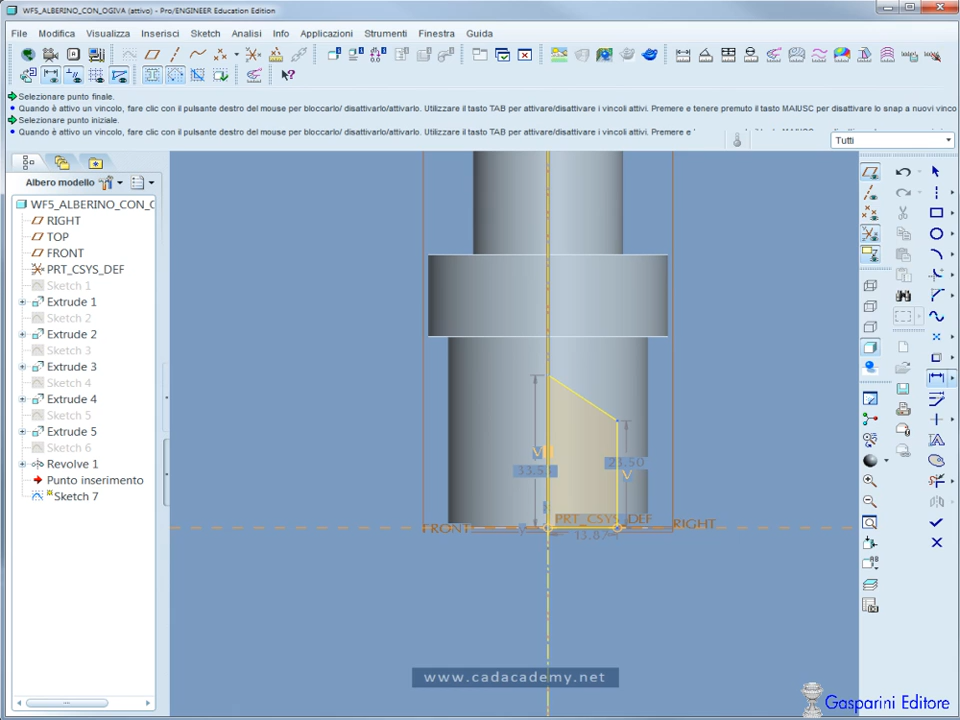 WF5_ALBERINO_CON_OGIVA (attivo) - Pro/ENGINEER Education Edition
File Modifica Visualizza Inserisci Sketch Analisi Info Applicazioni Strumenti Finestra Guida
Selezionare punto finale.
Quando è attivo un vincolo, fare clic con il pulsante destro del mouse per bloccarlo/ disattivarlo/attivarlo. Utilizzare il tasto TAB per attivare/disattivare i vincoli attivi. Premere e tenere premuto il tasto MAIUSC per disattivare lo snap a nuovi vinco
Selezionare punto iniziale.
Quando è attivo un vincolo, fare clic con il pulsante destro del mouse per bloccarlo/ disattivarlo/attivarlo. Utilizzare il tasto TAB per attivare/disattivare i vincoli attivi. Premere e
Tutti
Albero modello
WF5_ALBERINO_CON_O
RIGHT
TOP
FRONT
PRT_CSYS_DEF
Sketch 1
Extrude 1
Sketch 2
Extrude 2
Sketch 3
Extrude 3
Sketch 4
Extrude 4
Sketch 5
Extrude 5
Sketch 6
Revolve 1
Punto inserimento
Sketch 7
V
33.5
23.50
V
PRT_CSYS_DEF
FRONT
RIGHT
13.87
www.cadacademy.net
Gasparini Editore